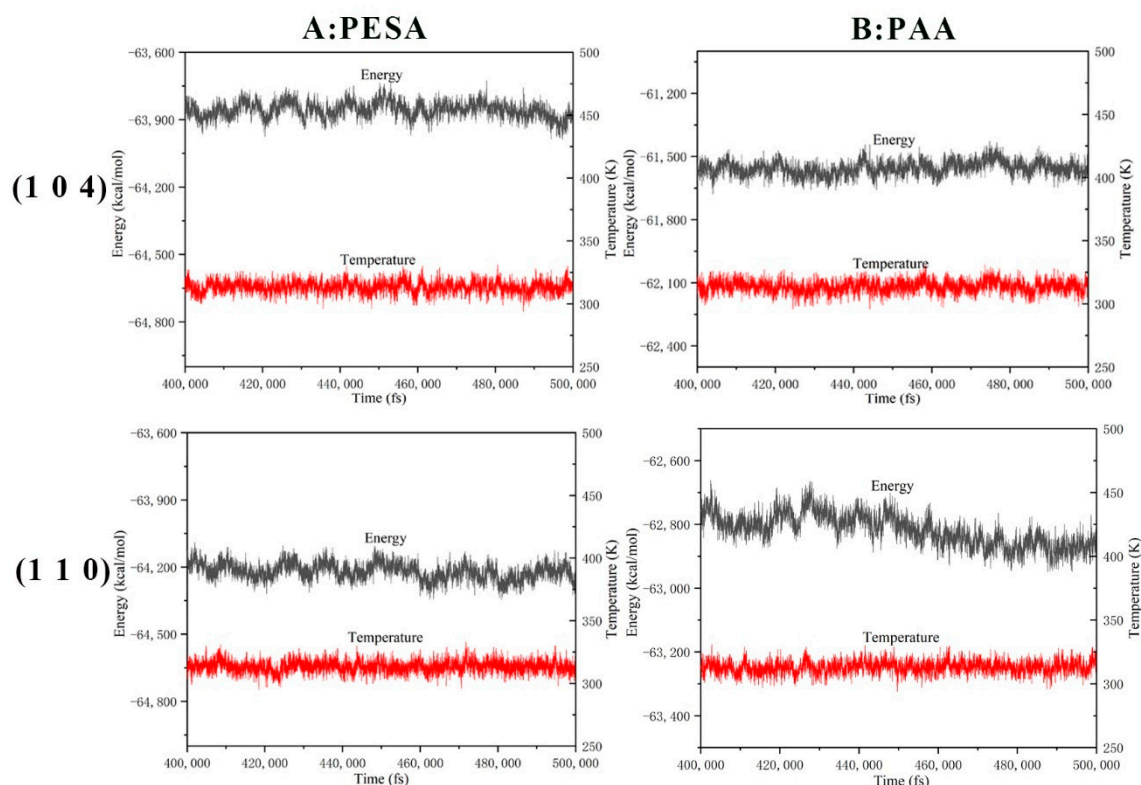 A:PESA
B:PAA
(1 0 4)
−63,600
−63,900
−64,200
−64,500
−64,800
Energy (kcal/mol)
Energy
Temperature
500
450
400
350
300
250
Temperature (K)
400,000 420,000 440,000 460,000 480,000 500,000
Time (fs)
−61,200
−61,500
−61,800
−62,100
−62,400
Energy (kcal/mol)
Energy
Temperature
500
450
400
350
300
250
Temperature (K)
400,000 420,000 440,000 460,000 480,000 500,000
Time (fs)
(1 1 0)
−63,600
−63,900
−64,200
−64,500
−64,800
Energy (kcal/mol)
Energy
Temperature
500
450
400
350
300
250
Temperature (K)
400,000 420,000 440,000 460,000 480,000 500,000
Time (fs)
−62,600
−62,800
−63,000
−63,200
−63,400
Energy (kcal/mol)
Energy
Temperature
500
450
400
350
300
250
Temperature (K)
400,000 420,000 440,000 460,000 480,000 500,000
Time (fs)